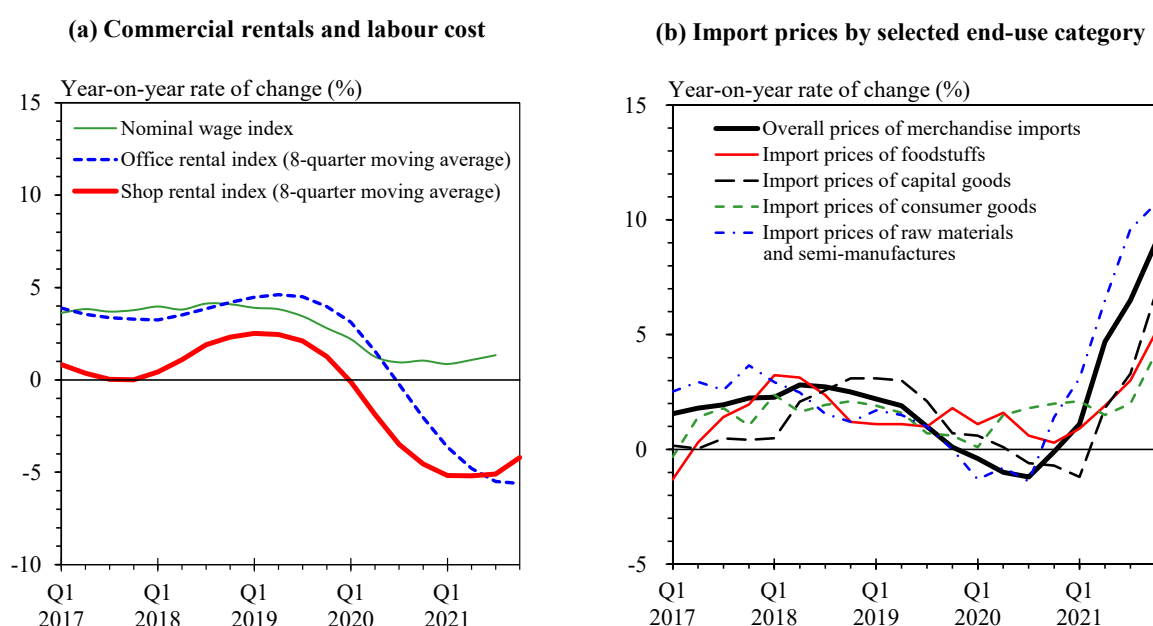 (a) Commercial rentals and labour cost
Year-on-year rate of change (%)
15
10
5
0
-5
-10
Nominal wage index
Office rental index (8-quarter moving average)
Shop rental index (8-quarter moving average)
Q1 Q1 Q1 Q1 Q1
2017 2018 2019 2020 2021
(b) Import prices by selected end-use category
Year-on-year rate of change (%)
15
10
5
0
-5
Overall prices of merchandise imports
Import prices of foodstuffs
Import prices of capital goods
Import prices of consumer goods
Import prices of raw materials
and semi-manufactures
Q1 Q1 Q1 Q1 Q1
2017 2018 2019 2020 2021